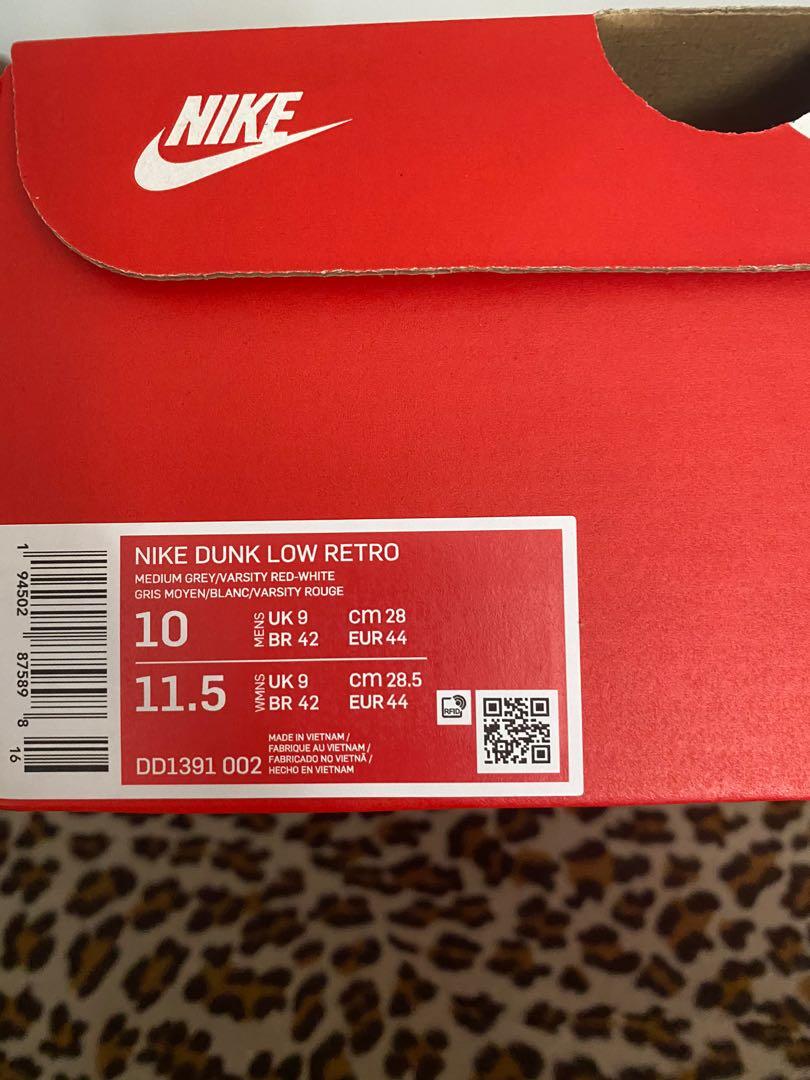 NIKE
NIKE DUNK LOW RETRO
MEDIUM GREY/VARSITY RED-WHITE
GRIS MOYEN/BLANC/VARSITY ROUGE
10 MENS UK 9 cm 28
BR 42 EUR 44
11.5 WMNS UK 9 cm 28.5
BR 42 EUR 44
RFID
DD1391 002
MADE IN VIETNAM /
FABRIQUE AU VIETNAM /
FABRICADO NO VIETNÃ /
HECHO EN VIETNAM
1 94502 87589 8 16